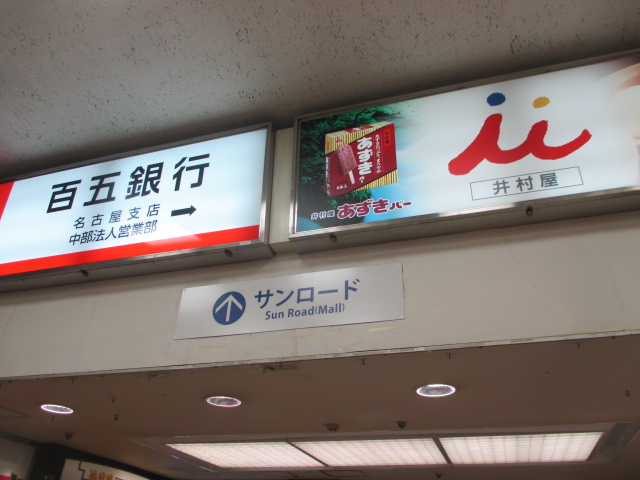 百五銀行
名古屋支店
中部法人営業部
あずきバー
井村屋 あずきバー
井村屋
サンロード
Sun Road(Mall)